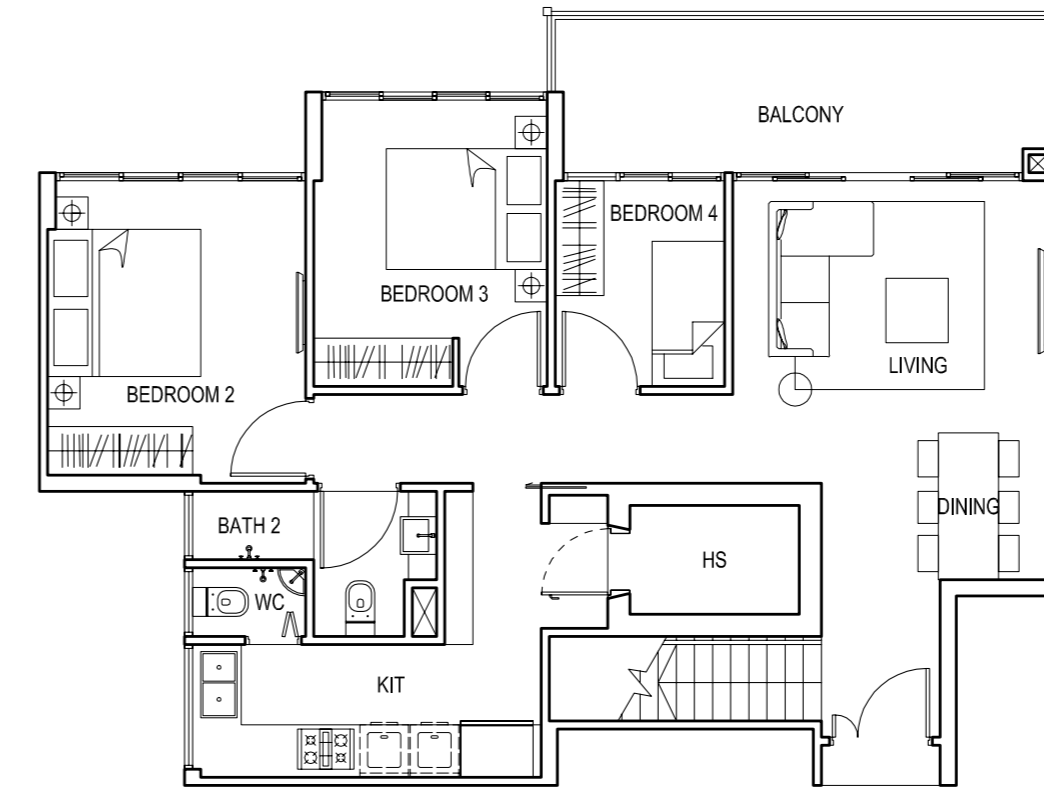 BALCONY
BEDROOM 4
BEDROOM 3
LIVING
BEDROOM 2
DINING
BATH 2
HS
WC
KIT